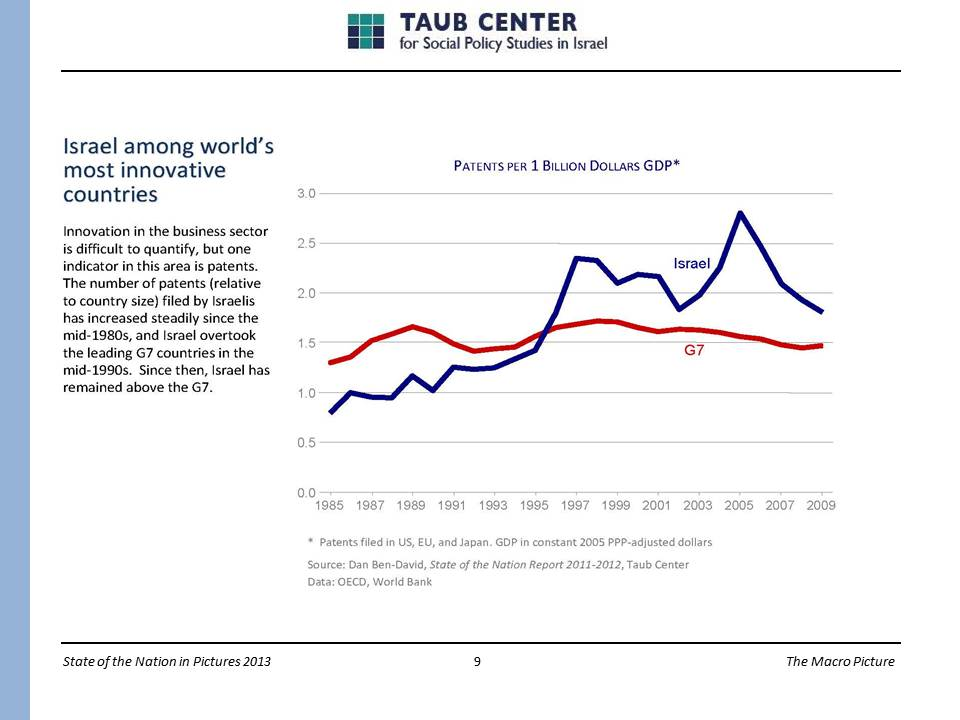 TAUB CENTER
for Social Policy Studies in Israel
Israel among world's
most innovative
countries
Innovation in the business sector
is difficult to quantify, but one
indicator in this area is patents.
The number of patents (relative
to country size) filed by Israelis
has increased steadily since the
mid-1980s, and Israel overtook
the leading G7 countries in the
mid-1990s.  Since then, Israel has
remained above the G7.
PATENTS PER 1 BILLION DOLLARS GDP*
3.0
2.5
2.0
1.5
1.0
0.5
0.0
Israel
G7
1985 1987 1989 1991 1993 1995 1997 1999 2001 2003 2005 2007 2009
* Patents filed in US, EU, and Japan. GDP in constant 2005 PPP-adjusted dollars
Source: Dan Ben-David, State of the Nation Report 2011-2012, Taub Center
Data: OECD, World Bank
State of the Nation in Pictures 2013 9 The Macro Picture